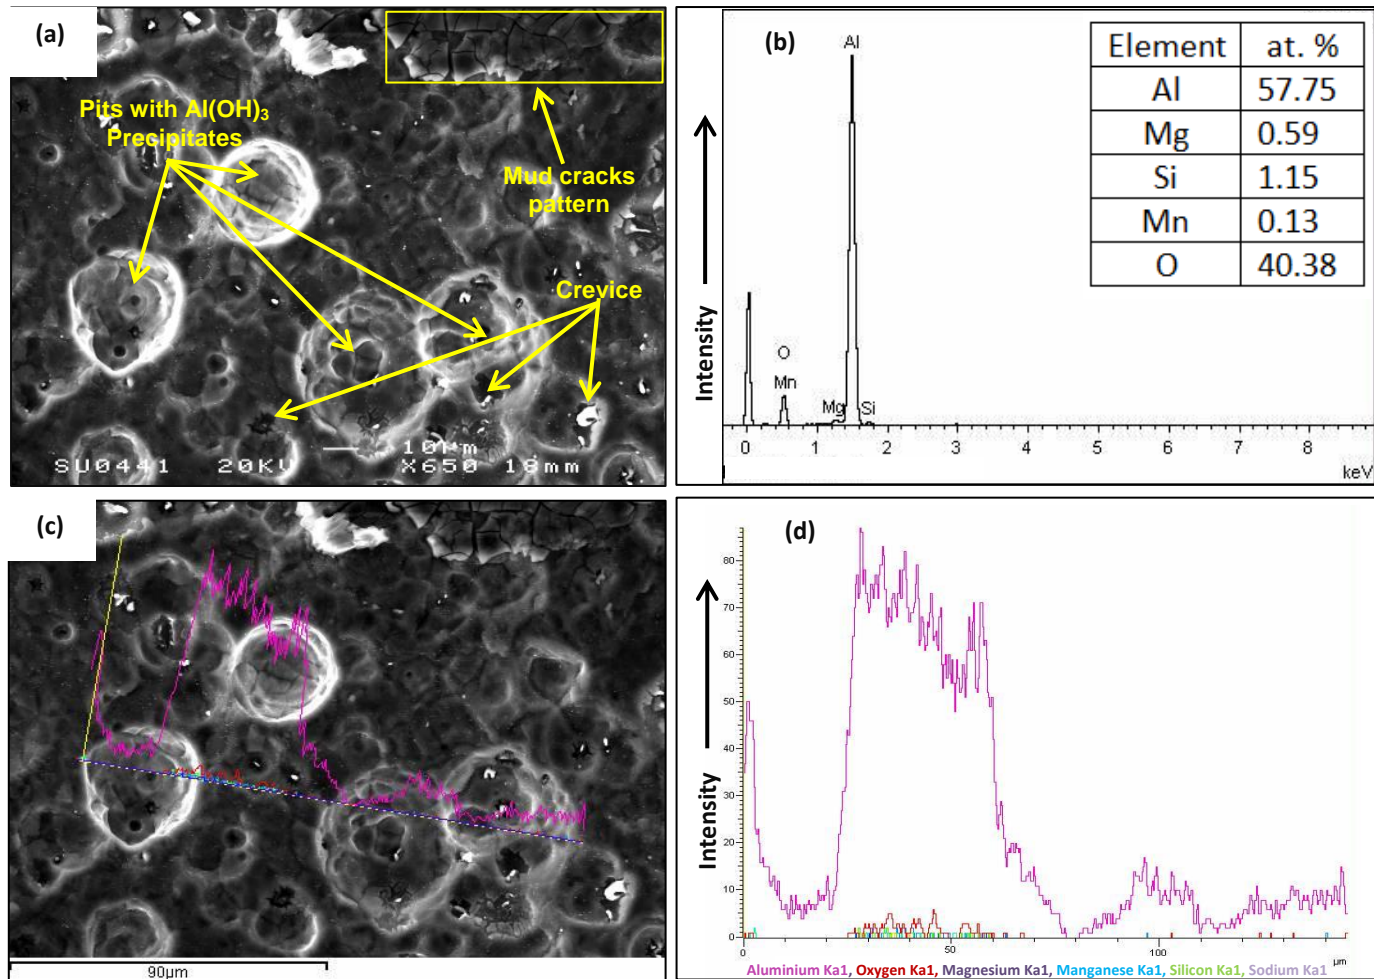 (a)
Pits with Al(OH)3
Precipitates
Mud cracks
pattern
Crevice
10µm
SU0441 20KV X650 18mm
(b)
Al
O
Mn
Mg
Si
Intensity
0 1 2 3 4 5 6 7 8
keV
Element at. %
Al 57.75
Mg 0.59
Si 1.15
Mn 0.13
O 40.38
(c)
90µm
(d)
Intensity
80
70
60
50
40
30
20
10
0
50 100 µm
Aluminium Ka1, Oxygen Ka1, Magnesium Ka1, Manganese Ka1, Silicon Ka1, Sodium Ka1